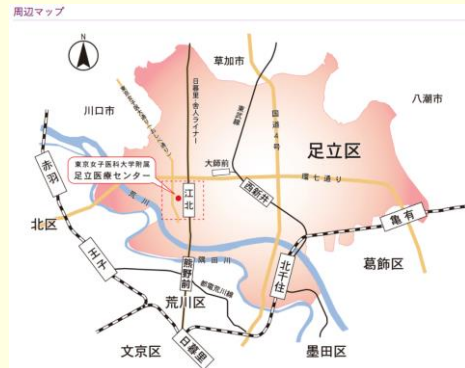 周辺マップ
N
草加市
川口市
八潮市
日暮里・舎人ライナー
東武線
国道4号
足立区
大師前
環七通り
西新井
赤羽
東京女子医科大学附属
足立医療センター
江北
荒川
北区
亀有
王子
熊野前
隅田川
北千住
葛飾区
都電荒川線
荒川区
日暮里
文京区
墨田区